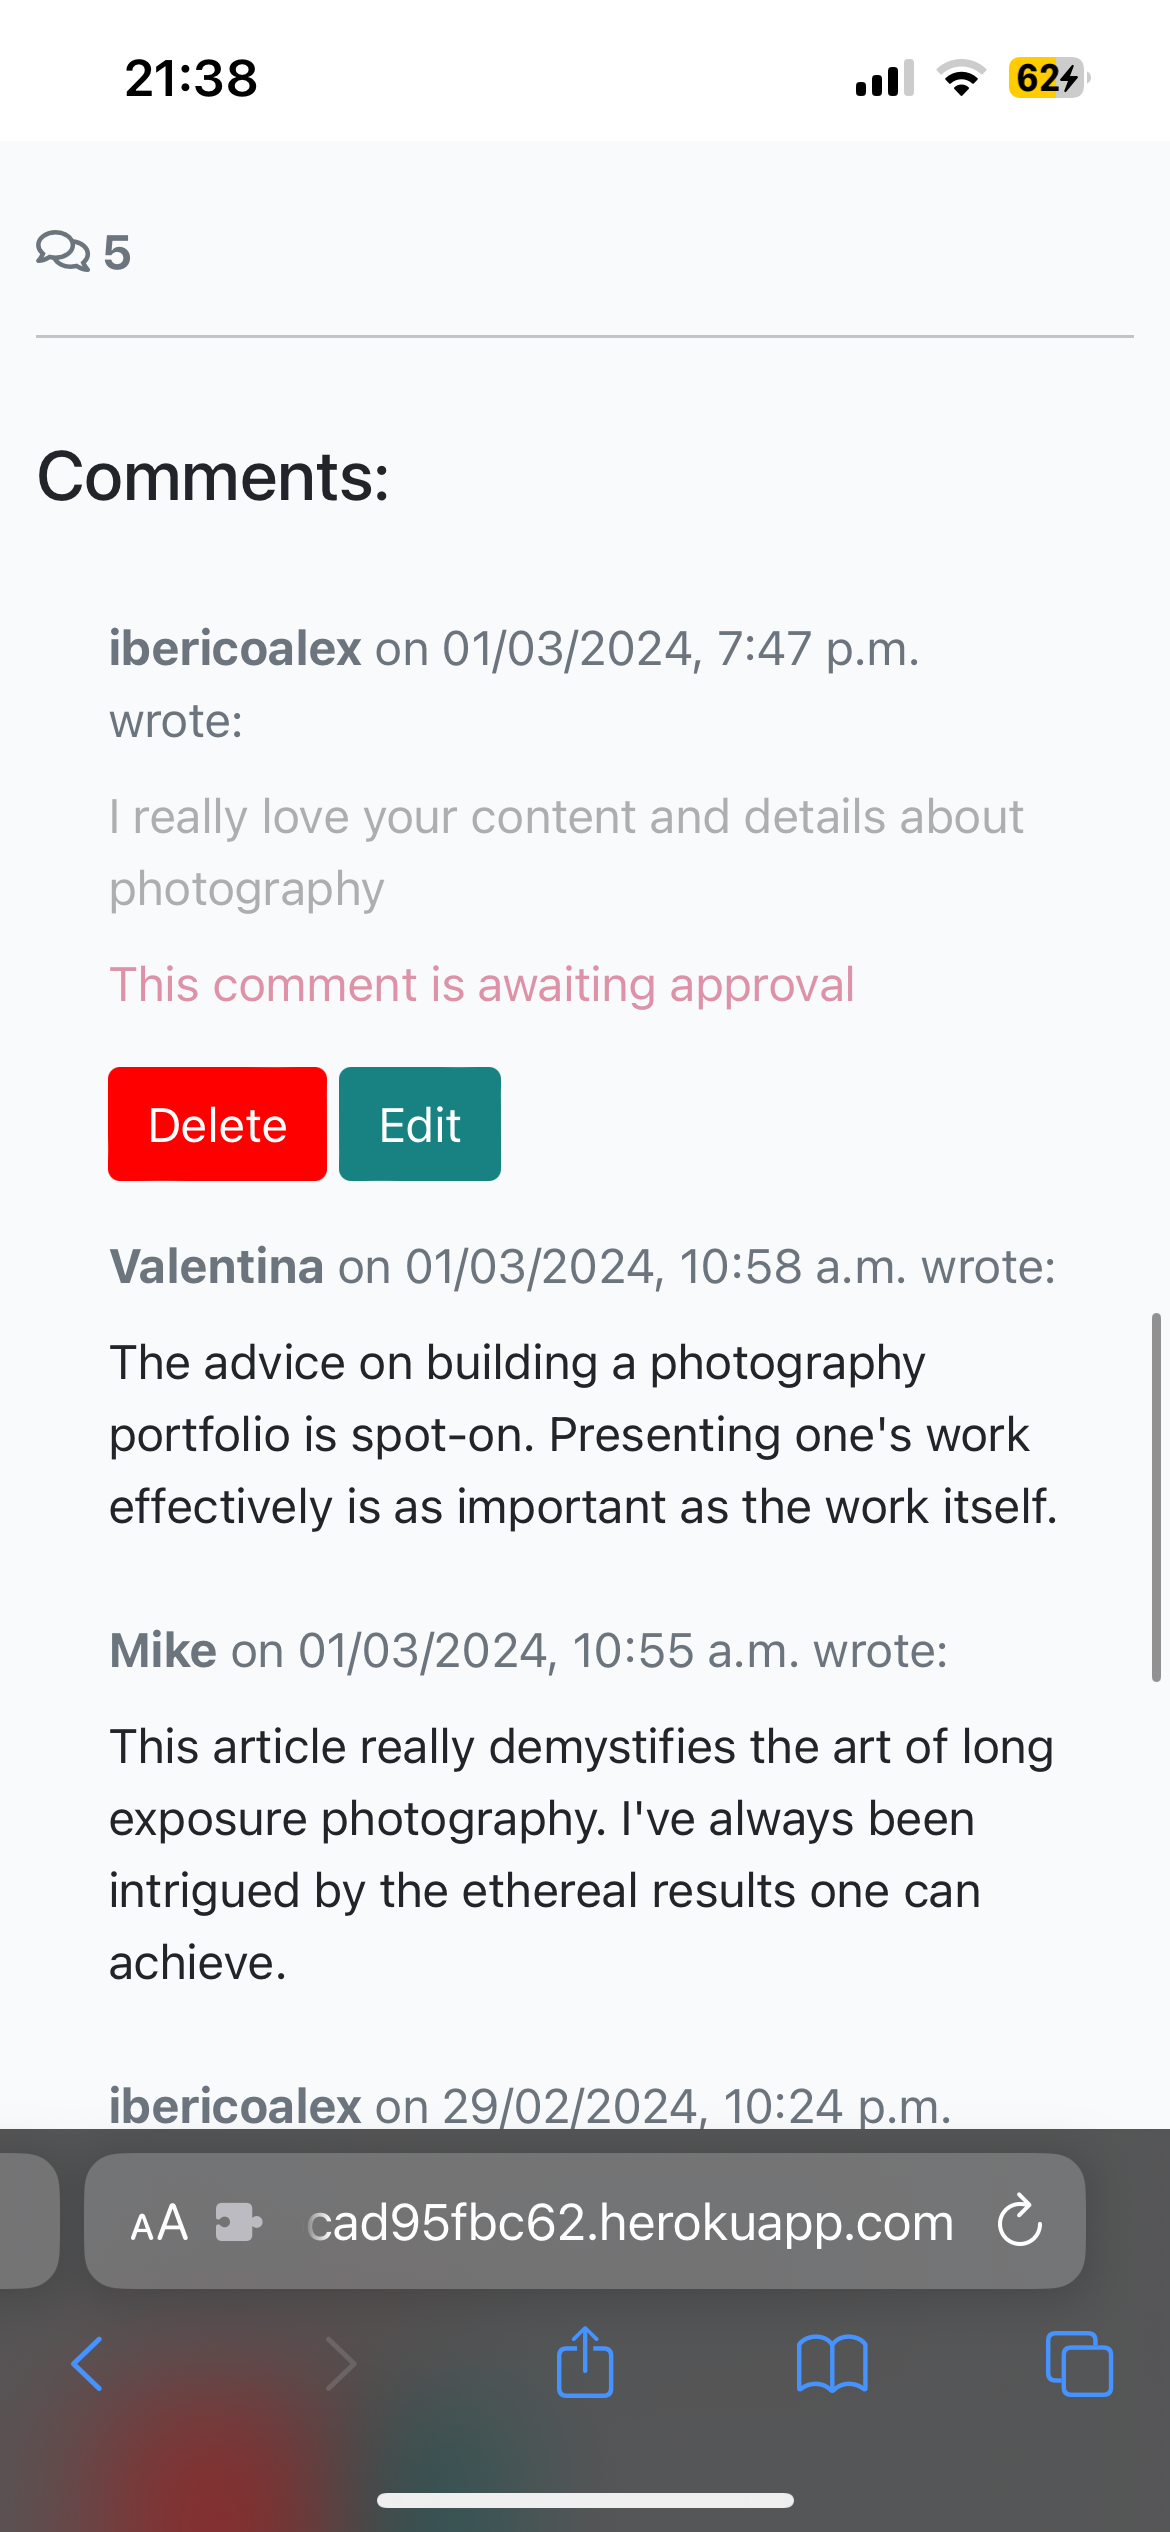 21:38
62
5
Comments:
ibericoalex on 01/03/2024, 7:47 p.m.
wrote:
I really love your content and details about
photography
This comment is awaiting approval
Delete Edit
Valentina on 01/03/2024, 10:58 a.m. wrote:
The advice on building a photography
portfolio is spot-on. Presenting one's work
effectively is as important as the work itself.
Mike on 01/03/2024, 10:55 a.m. wrote:
This article really demystifies the art of long
exposure photography. I've always been
intrigued by the ethereal results one can
achieve.
ibericoalex on 29/02/2024, 10:24 p.m.
AA cad95fbc62.herokuapp.com